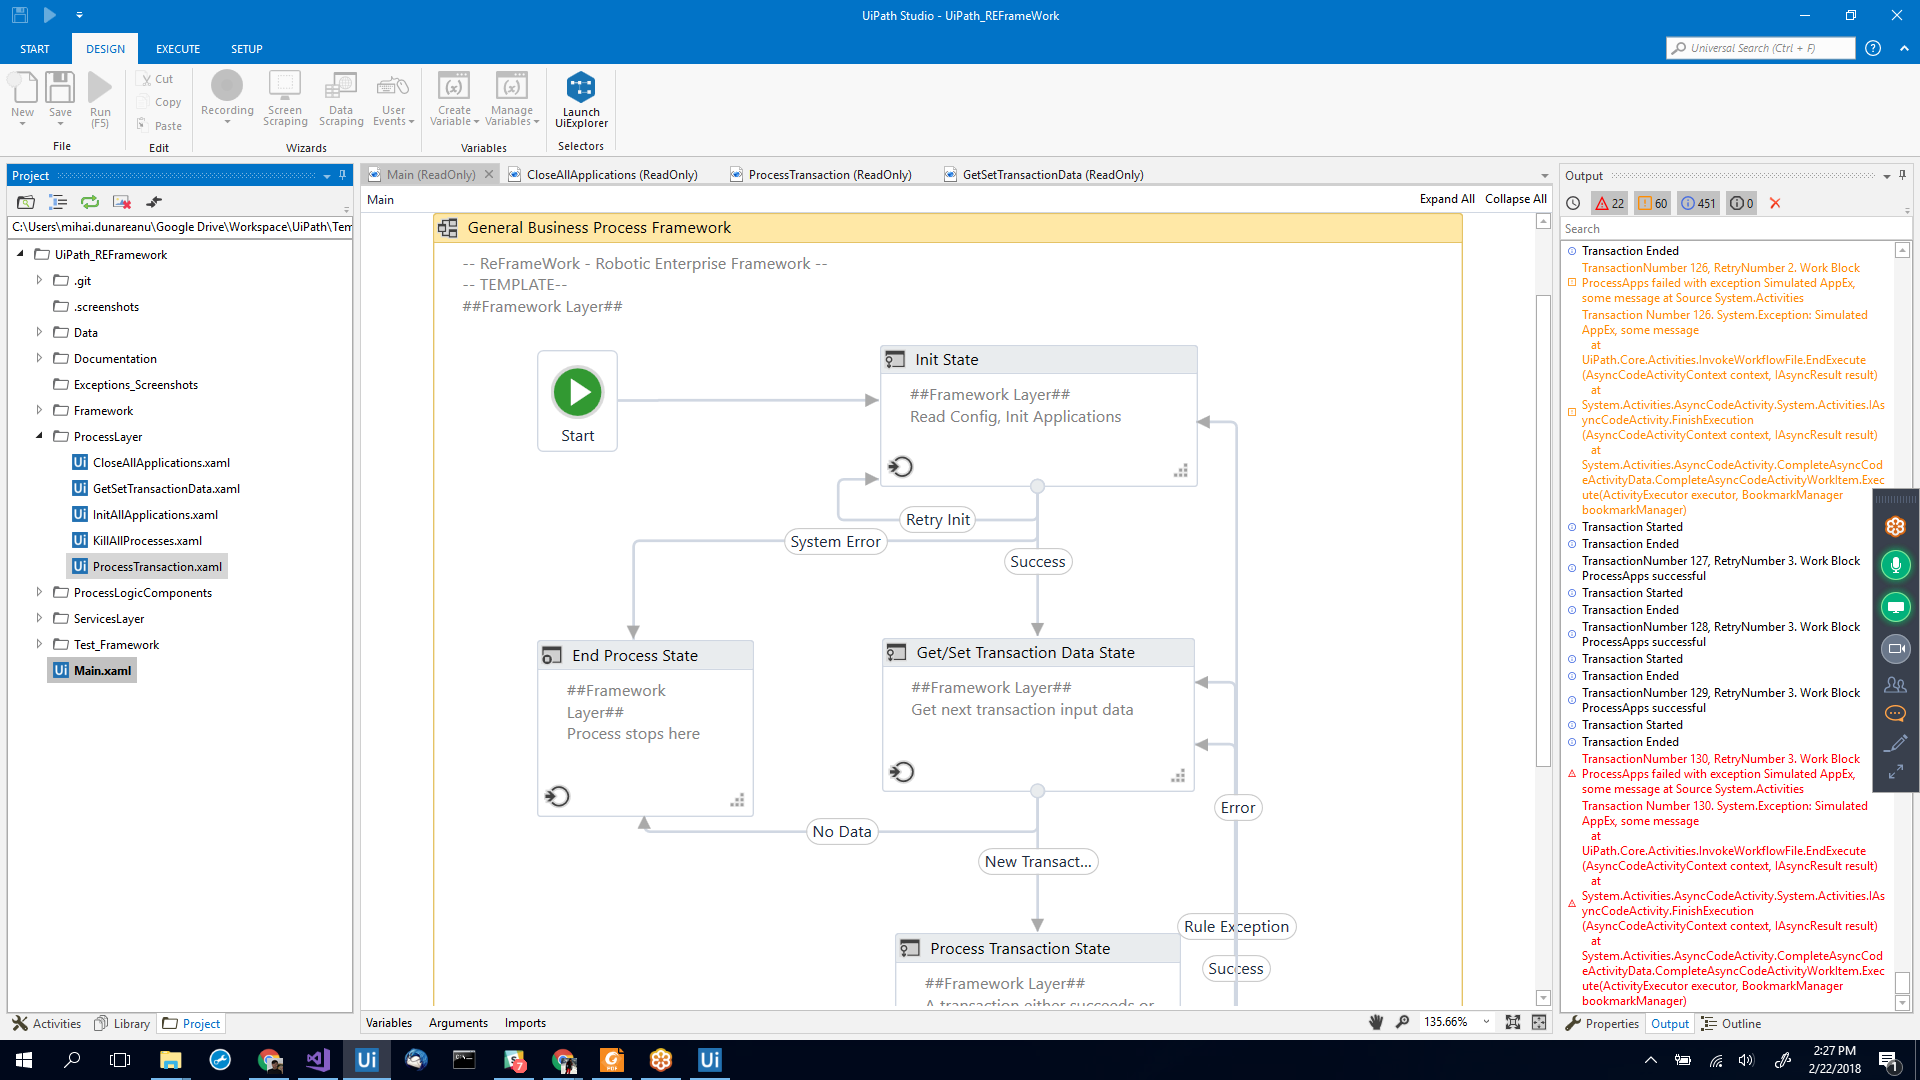 UiPath Studio - UiPath_REFrameWork
START
DESIGN
EXECUTE
SETUP
Universal Search (Ctrl + F)
New
Save
Run
(F5)
File
Cut
Copy
Paste
Edit
Recording
Screen
Scraping
Data
Scraping
User
Events
Wizards
Create
Variable
Manage
Variables
Variables
Launch
UiExplorer
Selectors
Project
C:\Users\mihai.dunareanu\Google Drive\Workspace\UiPath\Tem
UiPath_REFramework
.git
.screenshots
Data
Documentation
Exceptions_Screenshots
Framework
ProcessLayer
CloseAllApplications.xaml
GetSetTransactionData.xaml
InitAllApplications.xaml
KillAllProcesses.xaml
ProcessTransaction.xaml
ProcessLogicComponents
ServicesLayer
Test_Framework
Main.xaml
Activities
Library
Project
Main (ReadOnly)
CloseAllApplications (ReadOnly)
ProcessTransaction (ReadOnly)
GetSetTransactionData (ReadOnly)
Main
Expand All
Collapse All
General Business Process Framework
-- ReFrameWork - Robotic Enterprise Framework --
-- TEMPLATE--
##Framework Layer##
Start
Init State
##Framework Layer##
Read Config, Init Applications
Retry Init
System Error
Success
End Process State
##Framework
Layer##
Process stops here
Get/Set Transaction Data State
##Framework Layer##
Get next transaction input data
No Data
New Transact...
Error
Rule Exception
Success
Process Transaction State
##Framework Layer##
A transaction either succeeds or
Variables
Arguments
Imports
135.66%
Output
22
60
451
0
Search
Transaction Ended
TransactionNumber 126, RetryNumber 2. Work Block
ProcessApps failed with exception Simulated AppEx,
some message at Source System.Activities
Transaction Number 126. System.Exception: Simulated
AppEx, some message
at
UiPath.Core.Activities.InvokeWorkflowFile.EndExecute
(AsyncCodeActivityContext context, IAsyncResult result)
at
System.Activities.AsyncCodeActivity.System.Activities.IAs
yncCodeActivity.FinishExecution
(AsyncCodeActivityContext context, IAsyncResult result)
at
System.Activities.AsyncCodeActivity.CompleteAsyncCod
eActivityData.CompleteAsyncCodeActivityWorkItem.Exec
ute(ActivityExecutor executor, BookmarkManager
bookmarkManager)
Transaction Started
Transaction Ended
TransactionNumber 127, RetryNumber 3. Work Block
ProcessApps successful
Transaction Started
Transaction Ended
TransactionNumber 128, RetryNumber 3. Work Block
ProcessApps successful
Transaction Started
Transaction Ended
TransactionNumber 129, RetryNumber 3. Work Block
ProcessApps successful
Transaction Started
Transaction Ended
TransactionNumber 130, RetryNumber 3. Work Block
ProcessApps failed with exception Simulated AppEx,
some message at Source System.Activities
Transaction Number 130. System.Exception: Simulated
AppEx, some message
at
UiPath.Core.Activities.InvokeWorkflowFile.EndExecute
(AsyncCodeActivityContext context, IAsyncResult result)
at
System.Activities.AsyncCodeActivity.System.Activities.IAs
yncCodeActivity.FinishExecution
(AsyncCodeActivityContext context, IAsyncResult result)
at
System.Activities.AsyncCodeActivity.CompleteAsyncCod
eActivityData.CompleteAsyncCodeActivityWorkItem.Exec
ute(ActivityExecutor executor, BookmarkManager
bookmarkManager)
Properties
Output
Outline
2:27 PM
2/22/2018